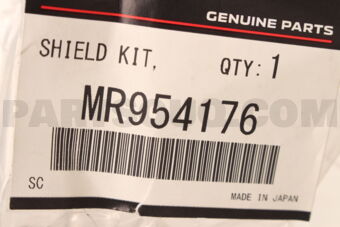 GENUINE PARTS
SHIELD KIT, QTY: 1
MR954176
SC
MADE IN JAPAN